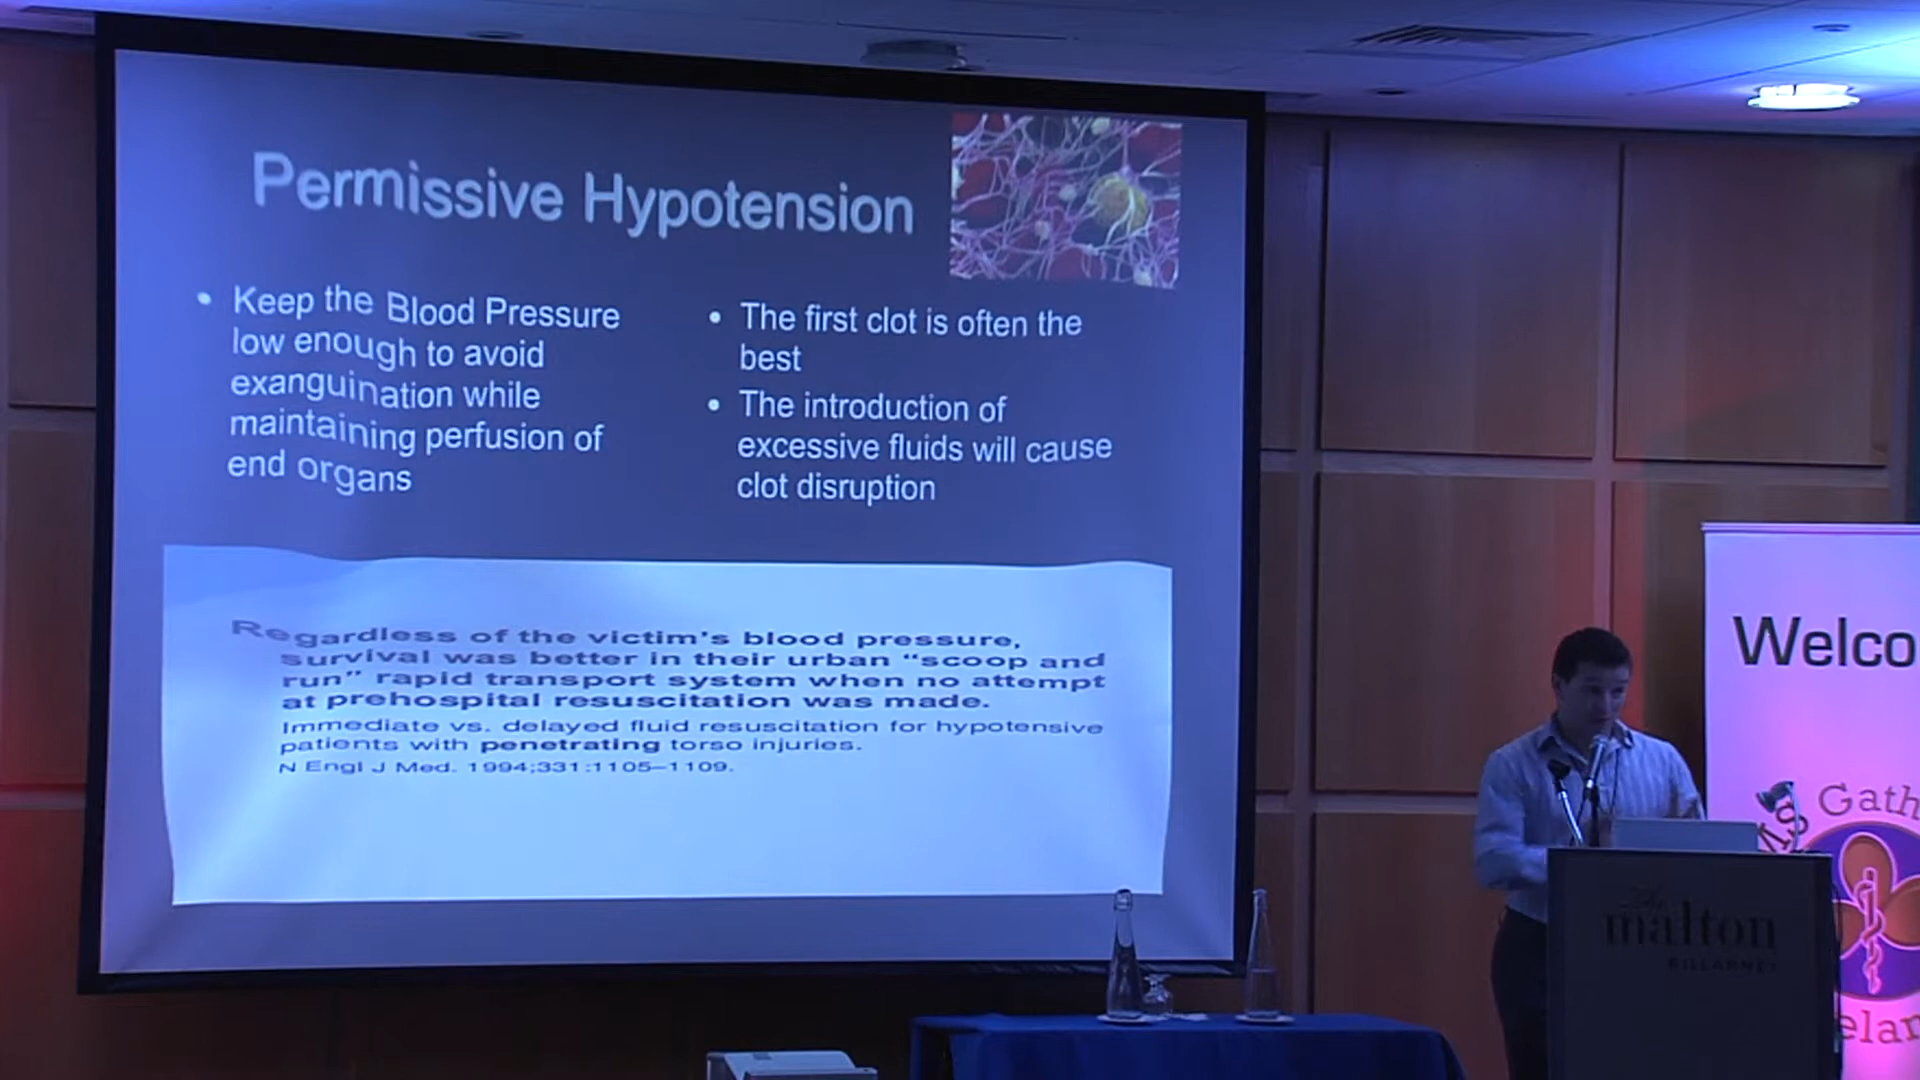 Permissive Hypotension
• Keep the Blood Pressure
low enough to avoid
exanguination while
maintaining perfusion of
end organs
• The first clot is often the
best
• The introduction of
excessive fluids will cause
clot disruption
Regardless of the victim's blood pressure,
survival was better in their urban “scoop and
run” rapid transport system when no attempt
at prehospital resuscitation was made.
Immediate vs. delayed fluid resuscitation for hypotensive
patients with penetrating torso injuries.
N Engl J Med. 1994;331:1105–1109.
Welco
MS Gath
elan
The
malton
KILLARNEY